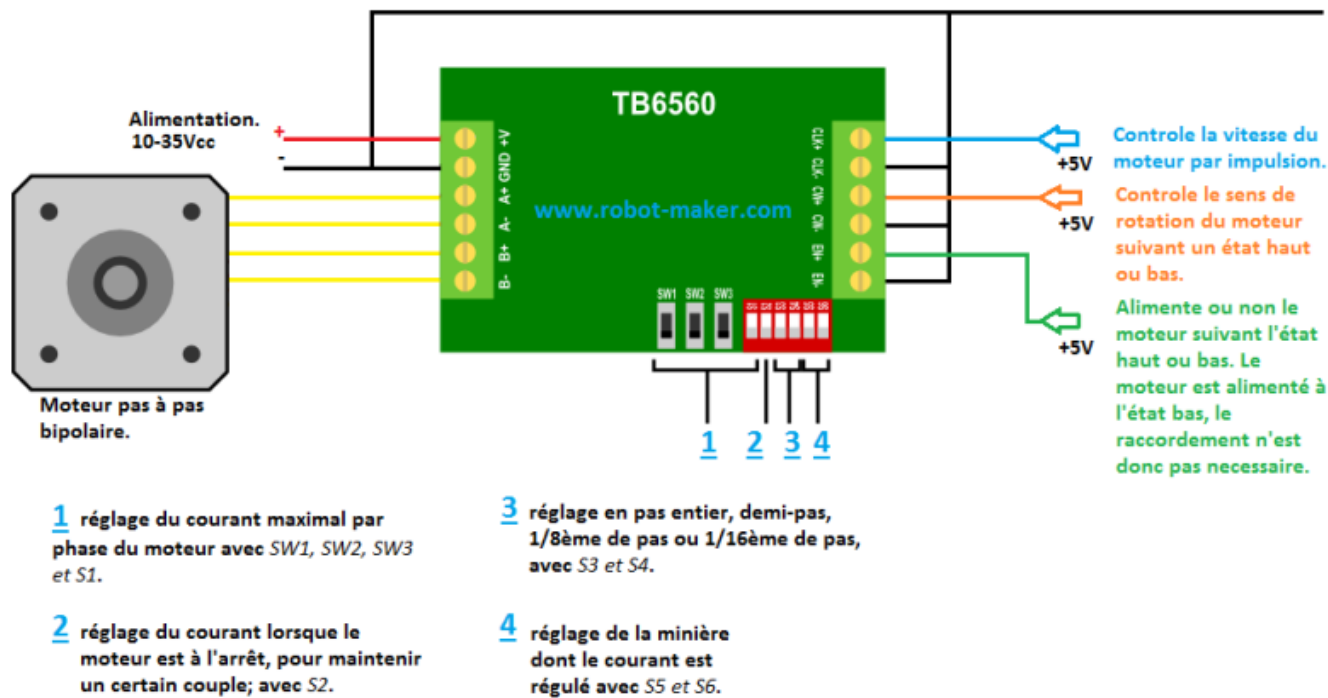 TB6560
www.robot-maker.com
Alimentation.
10-35Vcc
+
-
+V
GND
A+
A-
B+
B-
CLK+
CLK-
CW+
CW-
EN+
EN-
SW1 SW2 SW3
S1 S2 S3 S4 S5 S6
Moteur pas à pas
bipolaire.
+5V
Controle la vitesse du
moteur par impulsion.
+5V
Controle le sens de
rotation du moteur
suivant un état haut
ou bas.
+5V
Alimente ou non le
moteur suivant l'état
haut ou bas. Le
moteur est alimenté à
l'état bas, le
raccordement n'est
donc pas necessaire.
1 2 3 4
1 réglage du courant maximal par
phase du moteur avec SW1, SW2, SW3
et S1.
2 réglage du courant lorsque le
moteur est à l'arrêt, pour maintenir
un certain couple; avec S2.
3 réglage en pas entier, demi-pas,
1/8ème de pas ou 1/16ème de pas,
avec S3 et S4.
4 réglage de la minière
dont le courant est
régulé avec S5 et S6.